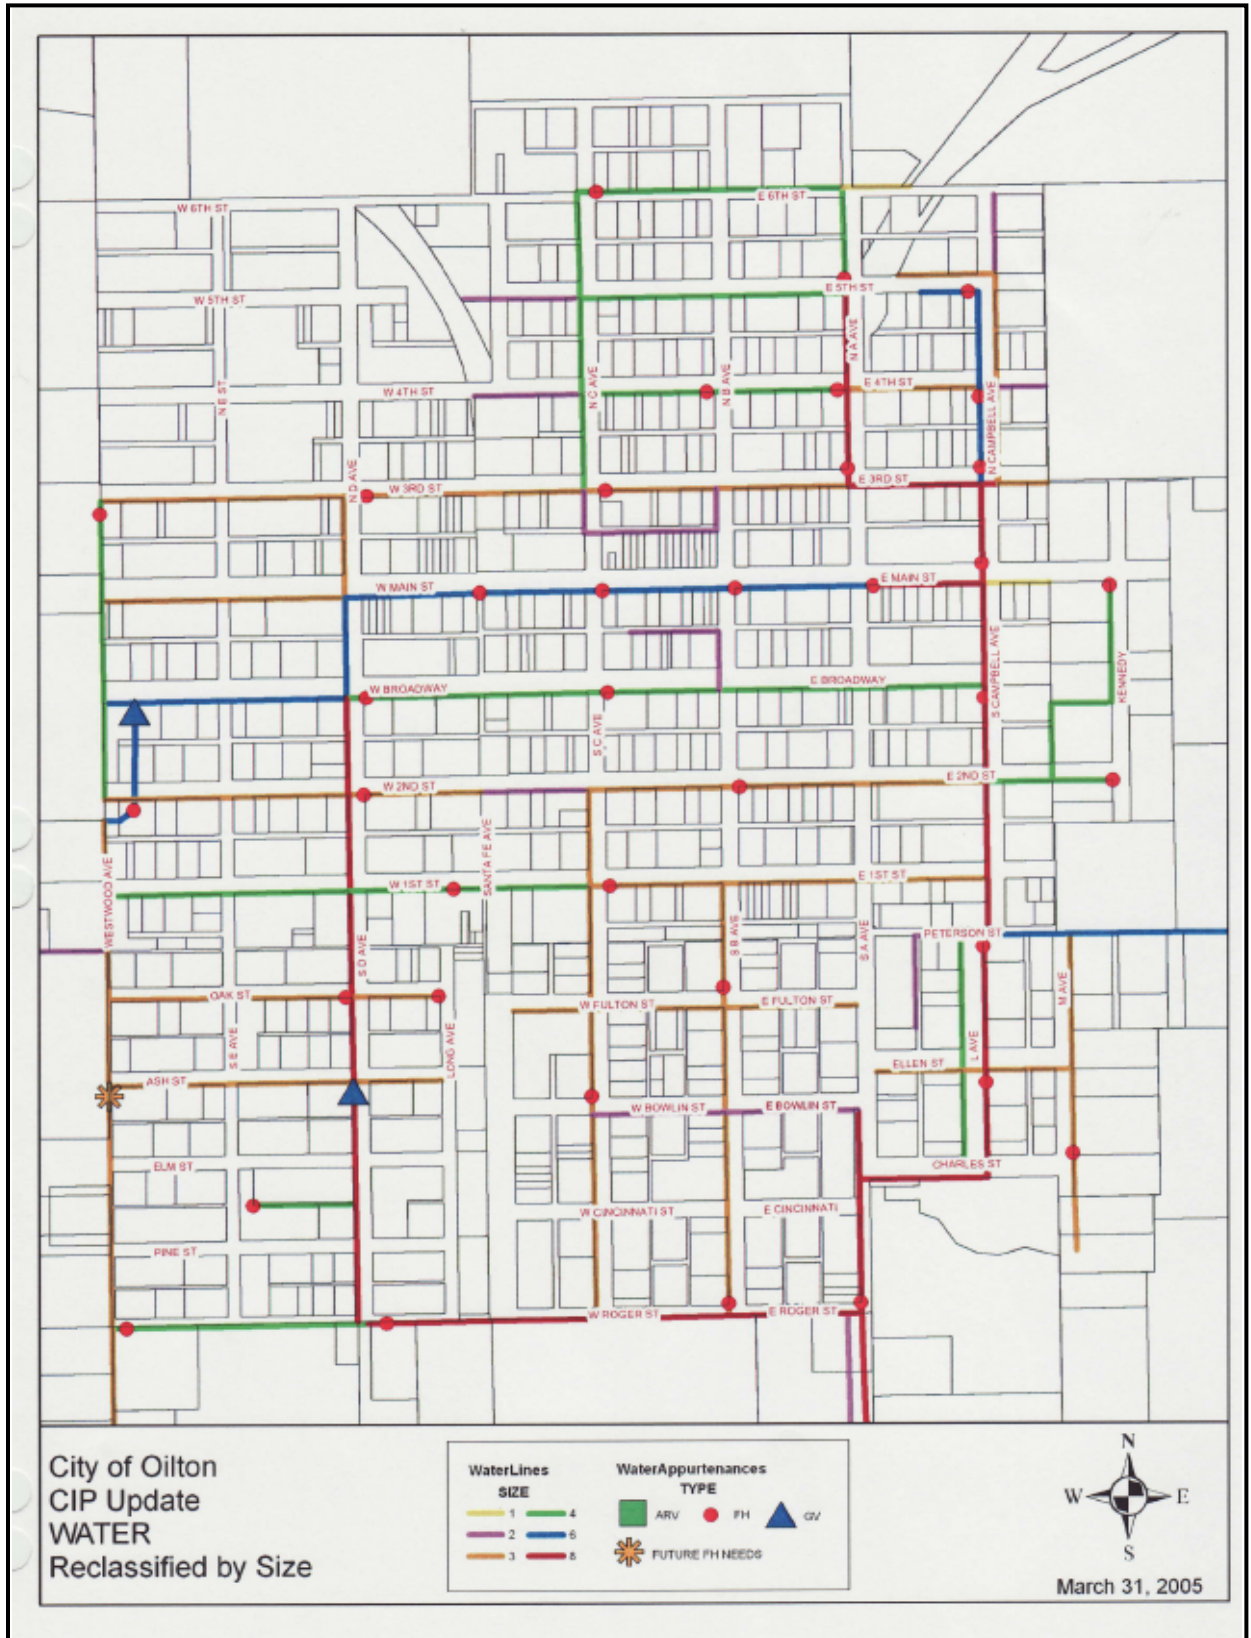 E 6TH ST
W 6TH ST
E 5TH ST
W 5TH ST
N A AVE
N C AVE
N B AVE
E 4TH ST
W 4TH ST
N E ST
N CAMPBELL AVE
N D AVE
W 3RD ST
E 3RD ST
W MAIN ST
E MAIN ST
S CAMPBELL AVE
KENNEDY
W BROADWAY
E BROADWAY
S C AVE
W 2ND ST
E 2ND ST
SANTA FE AVE
WESTWOOD AVE
W 1ST ST
E 1ST ST
S D AVE
S B AVE
S A AVE
PETERSON ST
M AVE
OAK ST
W FULTON ST
E FULTON ST
S E AVE
LONG AVE
L AVE
ELLEN ST
ASH ST
W BOWLIN ST
E BOWLIN ST
ELM ST
CHARLES ST
W CINCINNATI ST
E CINCINNATI
PINE ST
W ROGER ST
E ROGER ST
City of Oilton
CIP Update
WATER
Reclassified by Size
WaterLines
SIZE
1 4
2 6
3 8
WaterAppurtenances
TYPE
ARV FH GV
FUTURE FH NEEDS
N
W E
S
March 31, 2005